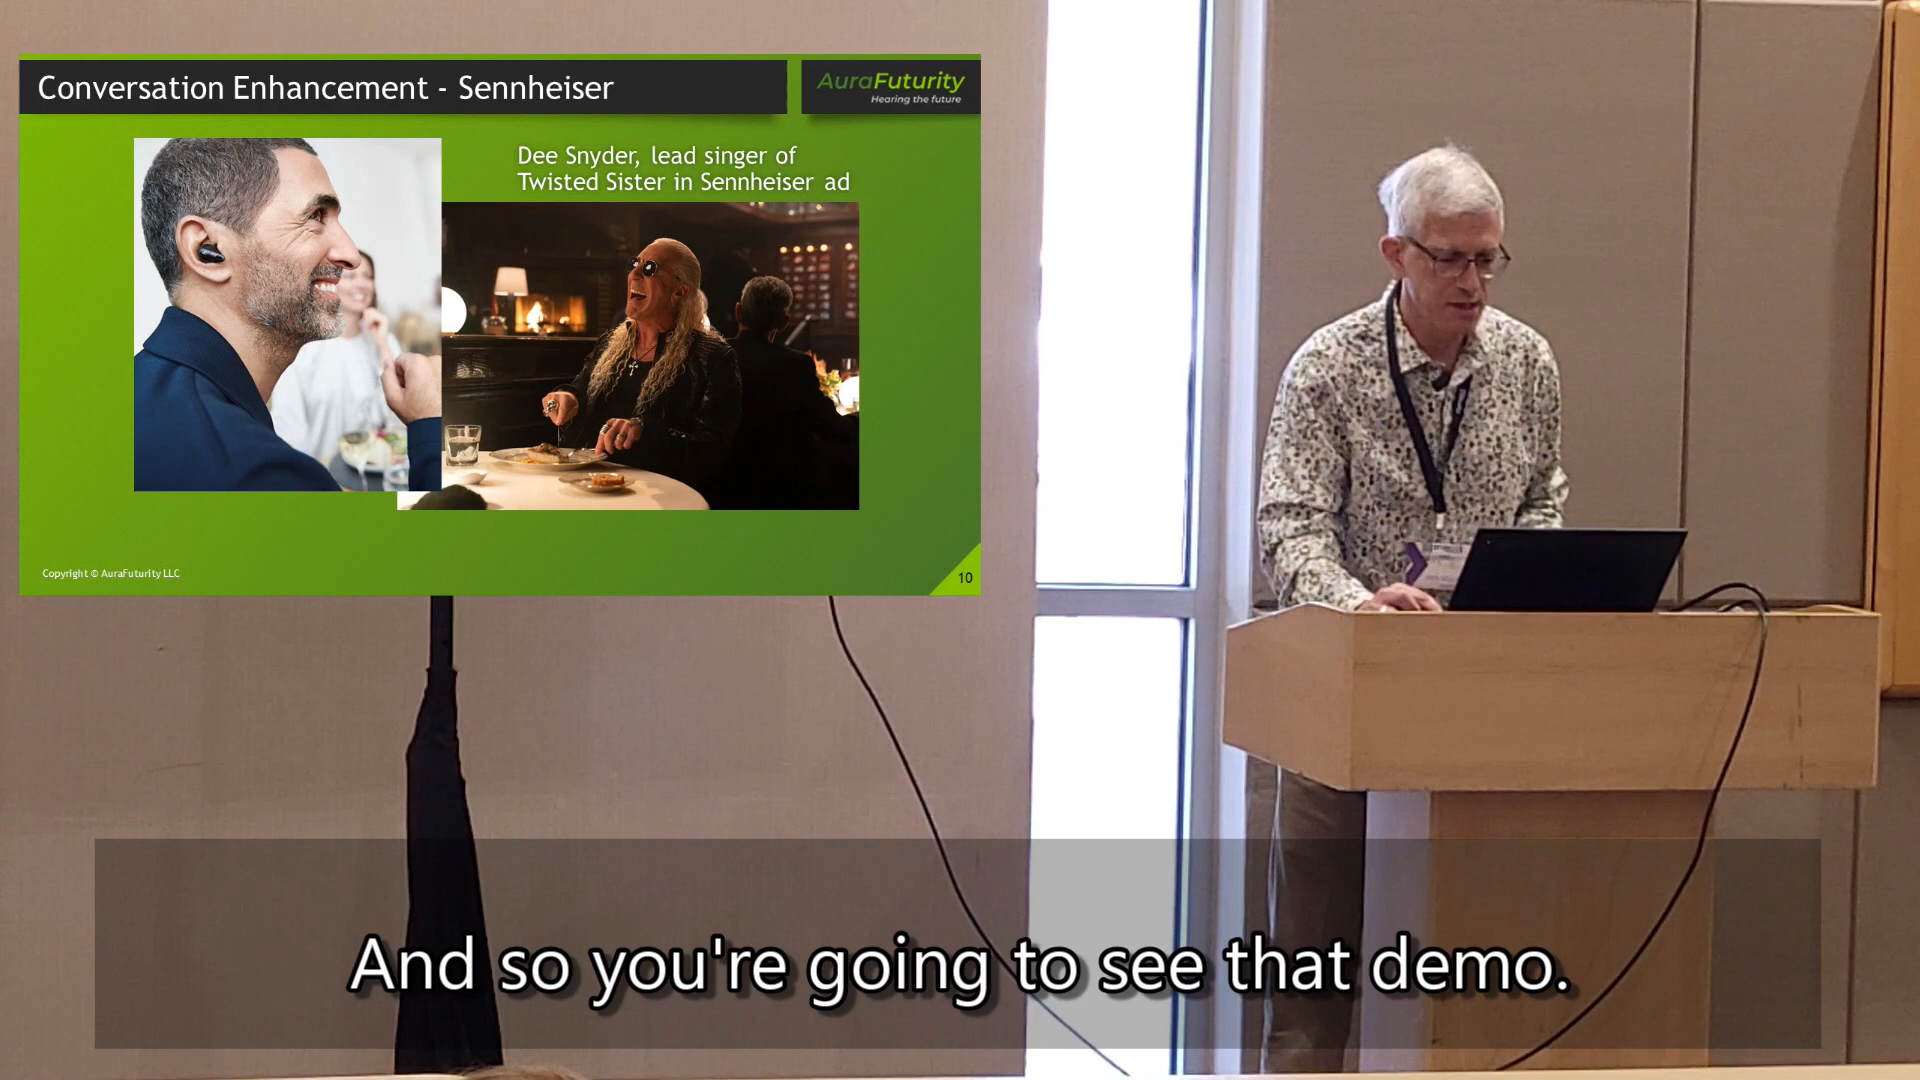 Conversation Enhancement - Sennheiser
AuraFuturity
Hearing the future
Dee Snyder, lead singer of
Twisted Sister in Sennheiser ad
Copyright © AuraFuturity LLC
10
And so you're going to see that demo.